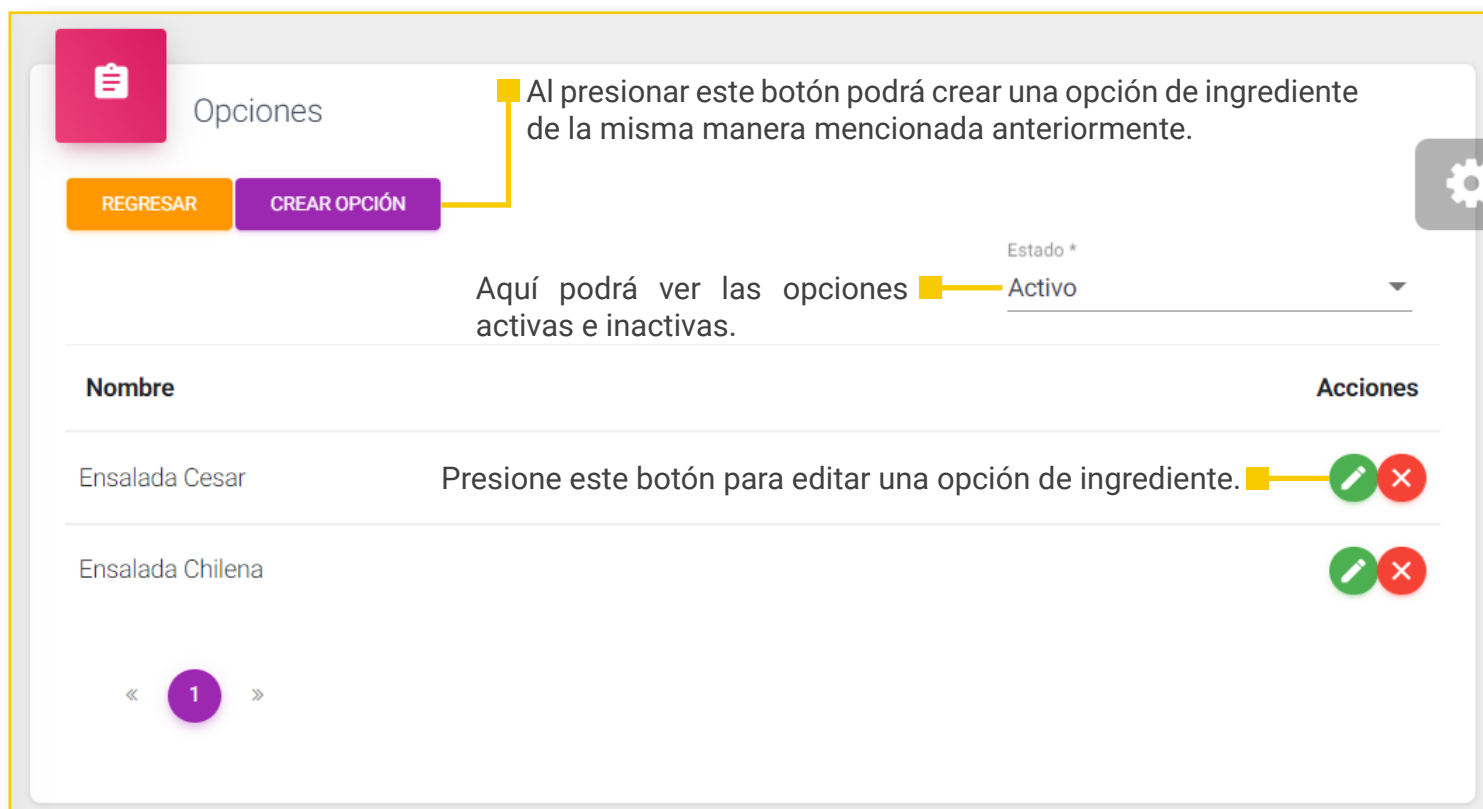 Opciones
Al presionar este botón podrá crear una opción de ingrediente
de la misma manera mencionada anteriormente.
REGRESAR
CREAR OPCIÓN
Estado *
Aquí podrá ver las opciones
activas e inactivas.
Activo
Nombre
Acciones
Ensalada Cesar
Presione este botón para editar una opción de ingrediente.
Ensalada Chilena
« 1 »